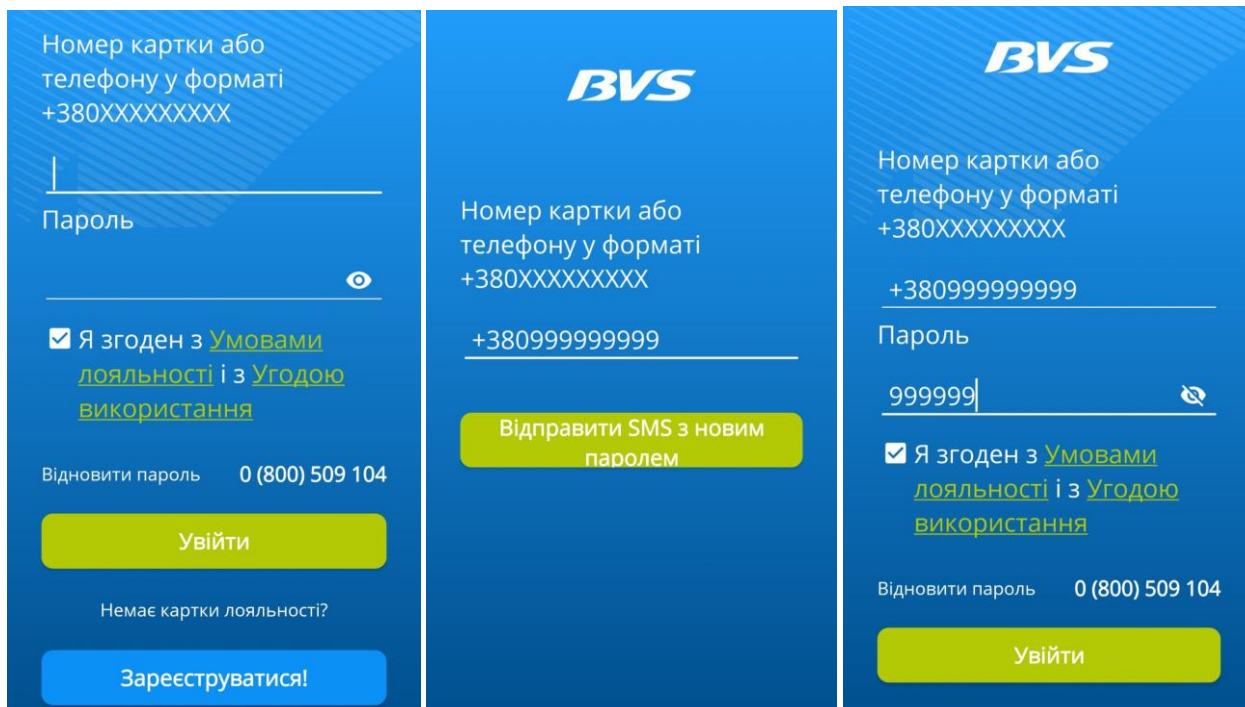 Номер картки або
телефону у форматі
+380XXXXXXXXX
Пароль
Я згоден з Умовами
лояльності і з Угодою
використання
Відновити пароль 0 (800) 509 104
Увійти
Немає картки лояльності?
Зареєструватися!
BVS
Номер картки або
телефону у форматі
+380XXXXXXXXX
+380999999999
Відправити SMS з новим
паролем
BVS
Номер картки або
телефону у форматі
+380XXXXXXXXX
+380999999999
Пароль
999999
Я згоден з Умовами
лояльності і з Угодою
використання
Відновити пароль 0 (800) 509 104
Увійти